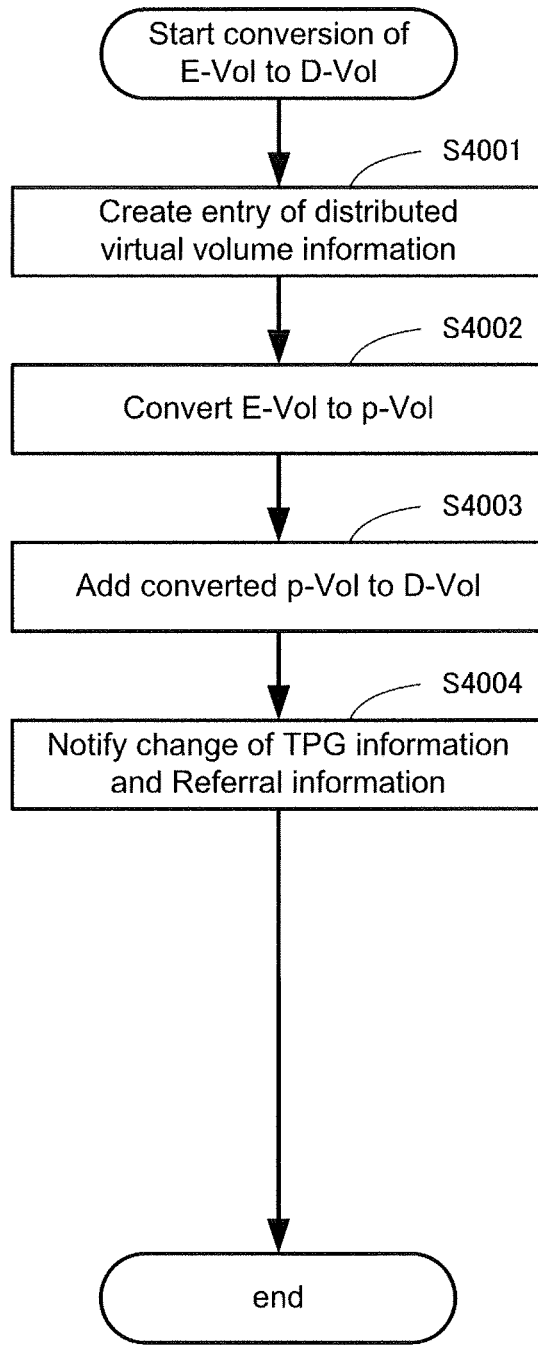 Start conversion of
E-Vol to D-Vol
S4001
Create entry of distributed
virtual volume information
S4002
Convert E-Vol to p-Vol
S4003
Add converted p-Vol to D-Vol
S4004
Notify change of TPG information
and Referral information
end